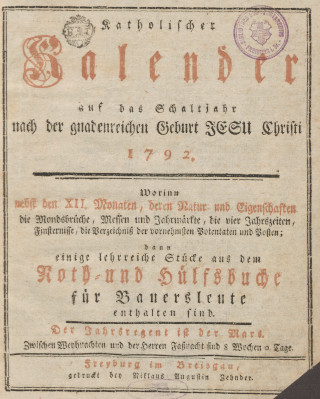 Katholischer
Kalender
auf das Schaltjahr
nach der gnadenreichen Geburt JESU Christi
1792.
Worinn
nebst den XII. Monaten, deren Natur- und Eigenschaften
die Mondsbrüche, Messen und Jahrmärkte, die vier Jahrszeiten,
Finsternisse, die Verzeichniß der vornehmsten Potentaten und Posten;
dann
einige lehrreiche Stücke aus dem
Noth- und Hülfsbuche
für Bauersleute
enthalten sind.
Der Jahrsregent ist der Mars.
Zwischen Weyhnachten und der Herren Faßnacht sind 8 Wochen 0. Tage.
Freyburg im Breisgau,
gedruckt bey Niklaus Augustin Zehnder.